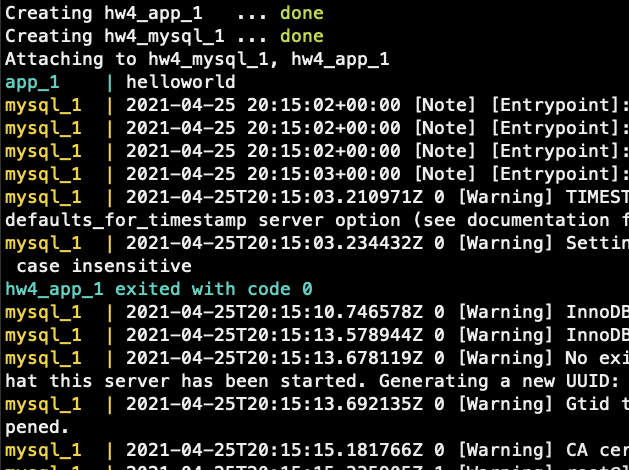 Creating hw4_app_1   ... done
Creating hw4_mysql_1 ... done
Attaching to hw4_mysql_1, hw4_app_1
app_1    | helloworld
mysql_1  | 2021-04-25 20:15:02+00:00 [Note] [Entrypoint]:
mysql_1  | 2021-04-25 20:15:02+00:00 [Note] [Entrypoint]:
mysql_1  | 2021-04-25 20:15:02+00:00 [Note] [Entrypoint]:
mysql_1  | 2021-04-25 20:15:03+00:00 [Note] [Entrypoint]:
mysql_1  | 2021-04-25T20:15:03.210971Z 0 [Warning] TIMEST
defaults_for_timestamp server option (see documentation f
mysql_1  | 2021-04-25T20:15:03.234432Z 0 [Warning] Settin
 case insensitive
hw4_app_1 exited with code 0
mysql_1  | 2021-04-25T20:15:10.746578Z 0 [Warning] InnoDB
mysql_1  | 2021-04-25T20:15:13.578944Z 0 [Warning] InnoDB
mysql_1  | 2021-04-25T20:15:13.678119Z 0 [Warning] No exi
hat this server has been started. Generating a new UUID:
mysql_1  | 2021-04-25T20:15:13.692135Z 0 [Warning] Gtid t
pened.
mysql_1  | 2021-04-25T20:15:15.181766Z 0 [Warning] CA cer